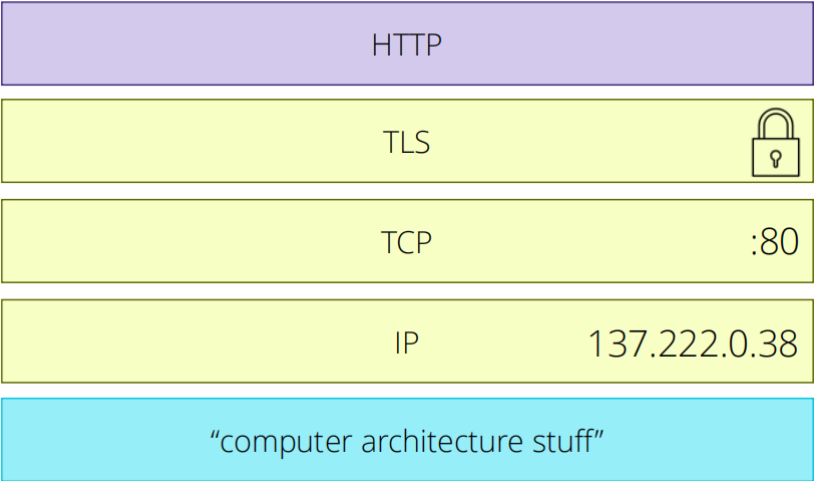 HTTP
TLS
TCP :80
IP 137.222.0.38
“computer architecture stuff”